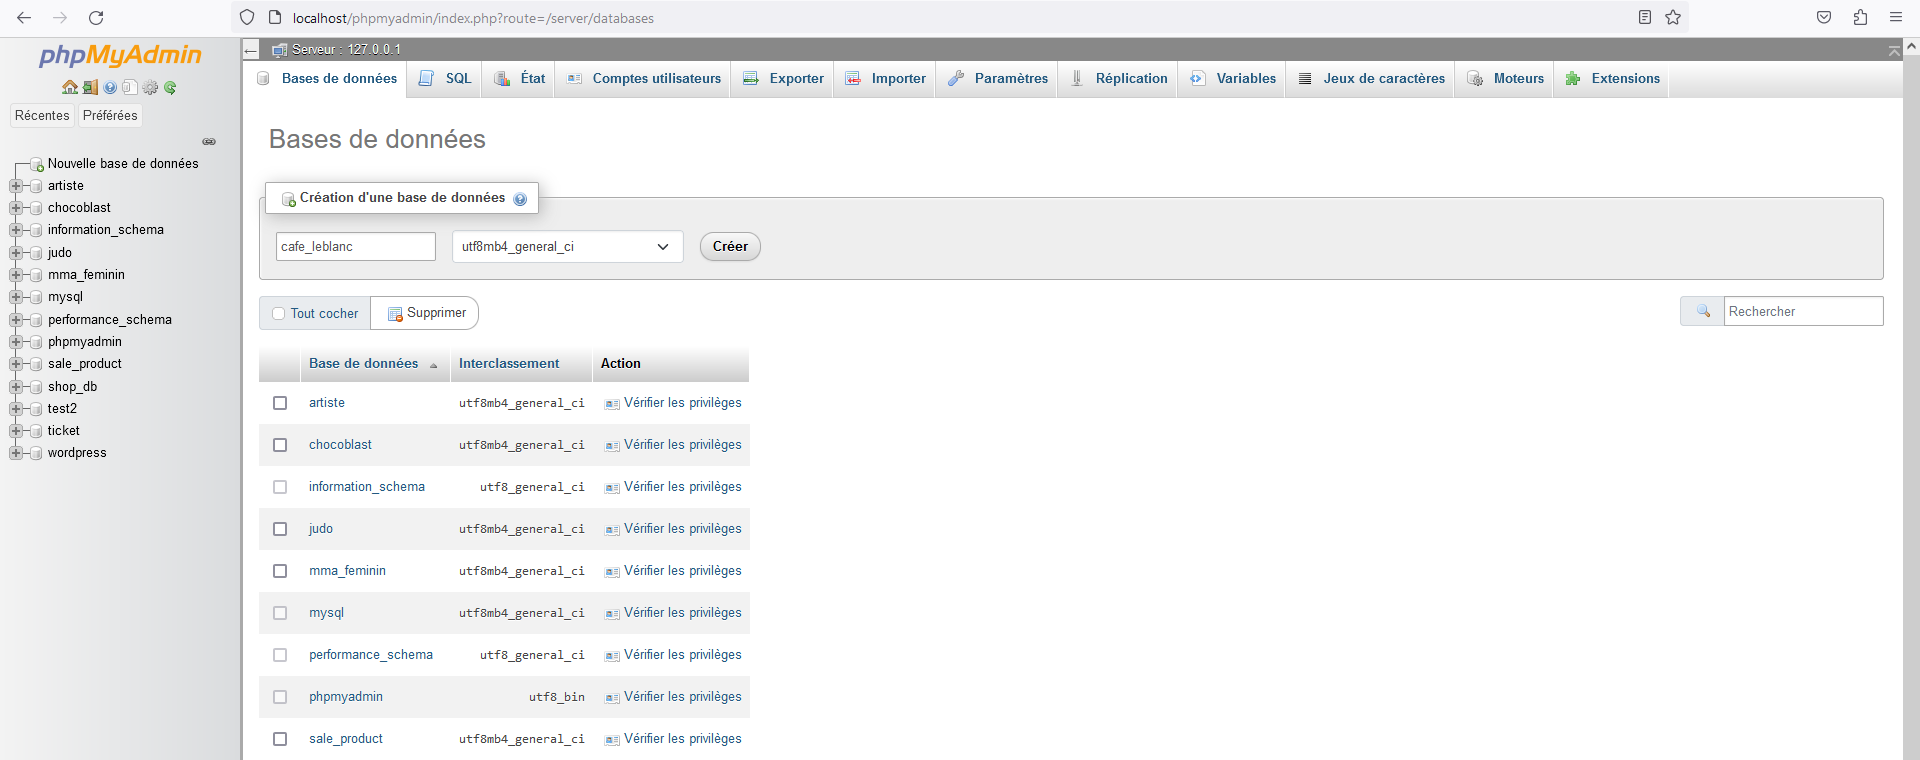 localhost/phpmyadmin/index.php?route=/server/databases
phpMyAdmin
Récentes Préférées
Nouvelle base de données
artiste
chocoblast
information_schema
judo
mma_feminin
mysql
performance_schema
phpmyadmin
sale_product
shop_db
test2
ticket
wordpress
Serveur : 127.0.0.1
Bases de données SQL État Comptes utilisateurs Exporter Importer Paramètres Réplication Variables Jeux de caractères Moteurs Extensions
Bases de données
Création d'une base de données
cafe_leblanc utf8mb4_general_ci Créer
Tout cocher Supprimer Rechercher
Base de données Interclassement Action
artiste utf8mb4_general_ci Vérifier les privilèges
chocoblast utf8mb4_general_ci Vérifier les privilèges
information_schema utf8_general_ci Vérifier les privilèges
judo utf8mb4_general_ci Vérifier les privilèges
mma_feminin utf8mb4_general_ci Vérifier les privilèges
mysql utf8mb4_general_ci Vérifier les privilèges
performance_schema utf8_general_ci Vérifier les privilèges
phpmyadmin utf8_bin Vérifier les privilèges
sale_product utf8mb4_general_ci Vérifier les privilèges